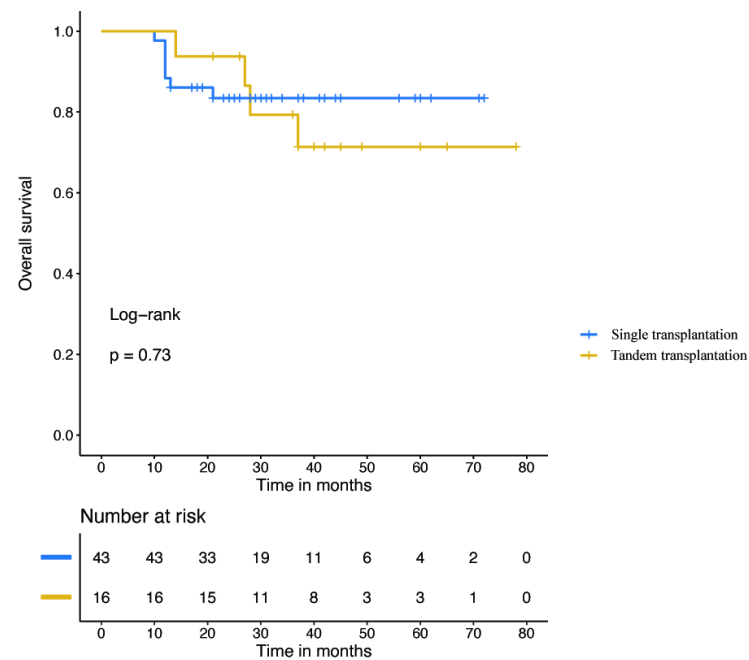 1.0
0.8
0.6
0.4
0.2
0.0
Overall survival
Log-rank
p = 0.73
0 10 20 30 40 50 60 70 80
Time in months
Single transplantation
Tandem transplantation
Number at risk
43 43 33 19 11 6 4 2 0
16 16 15 11 8 3 3 1 0
0 10 20 30 40 50 60 70 80
Time in months